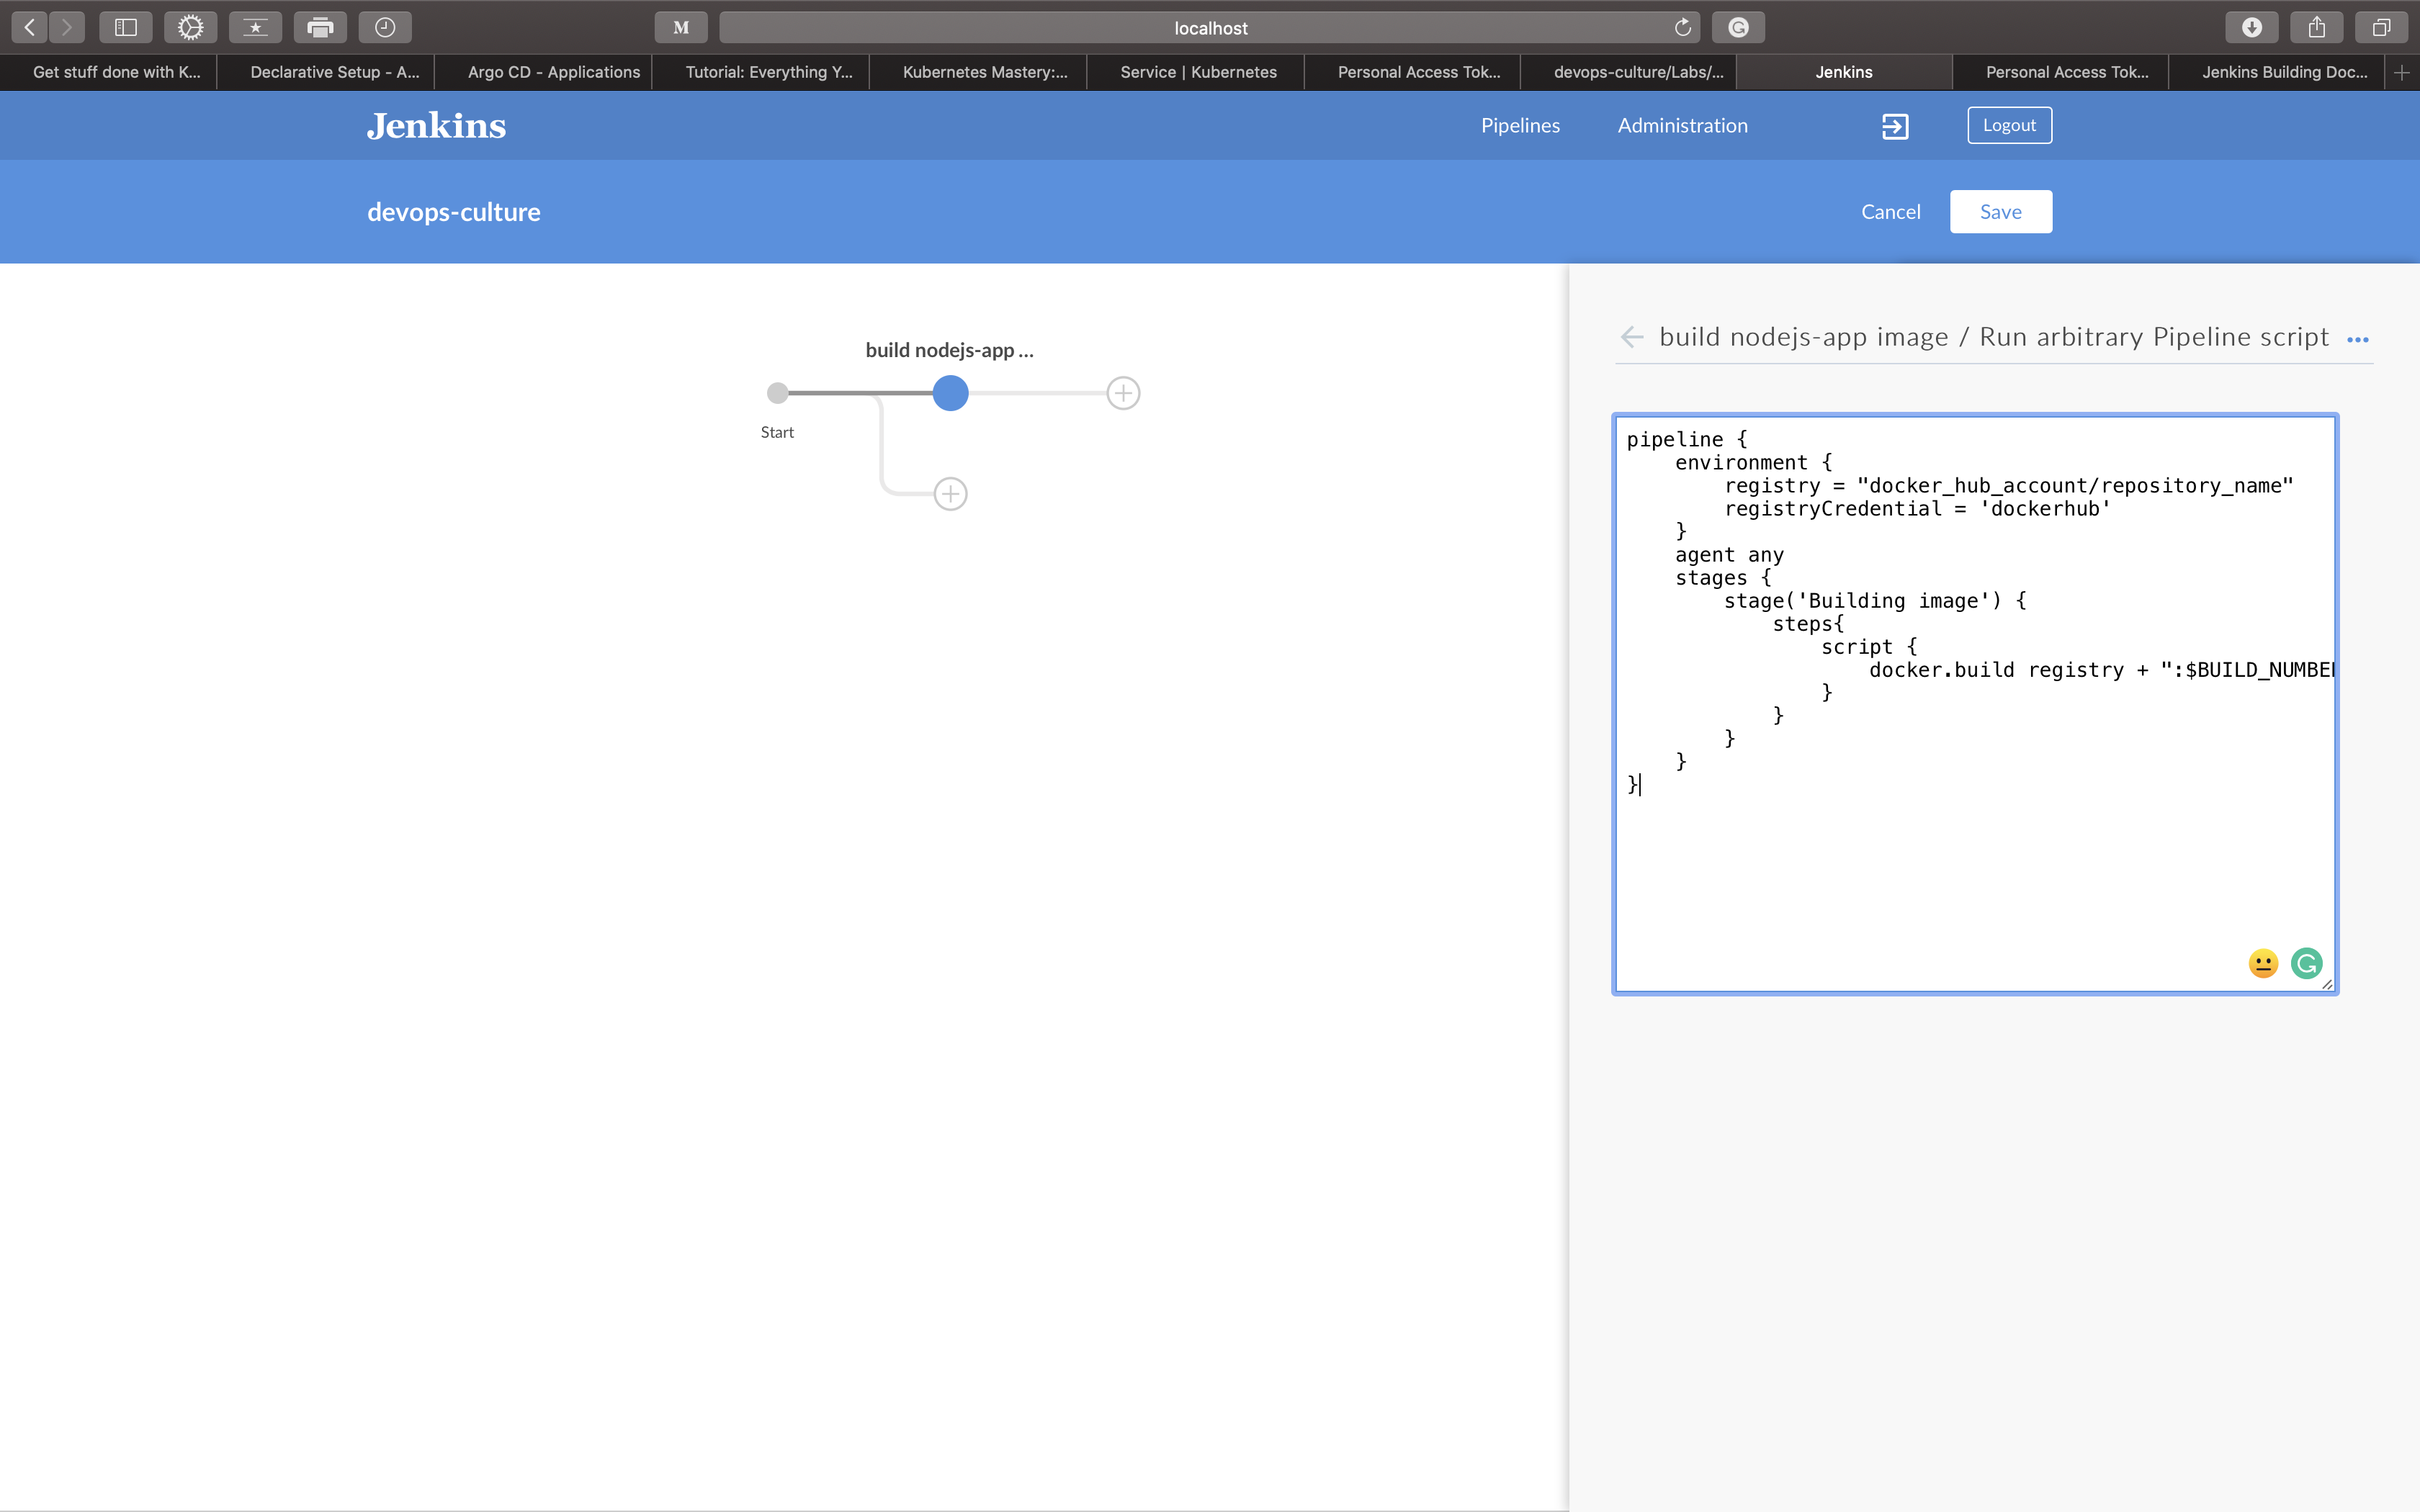 M
localhost
Get stuff done with K...
Declarative Setup - A...
Argo CD - Applications
Tutorial: Everything Y...
Kubernetes Mastery:...
Service | Kubernetes
Personal Access Tok...
devops-culture/Labs/...
Jenkins
Personal Access Tok...
Jenkins Building Doc...
Jenkins
Pipelines
Administration
Logout
devops-culture
Cancel
Save
build nodejs-app ...
Start
build nodejs-app image / Run arbitrary Pipeline script
pipeline {
    environment {
        registry = "docker_hub_account/repository_name"
        registryCredential = 'dockerhub'
    }
    agent any
    stages {
        stage('Building image') {
            steps{
                script {
                    docker.build registry + ":$BUILD_NUMBE
                }
            }
        }
    }
}